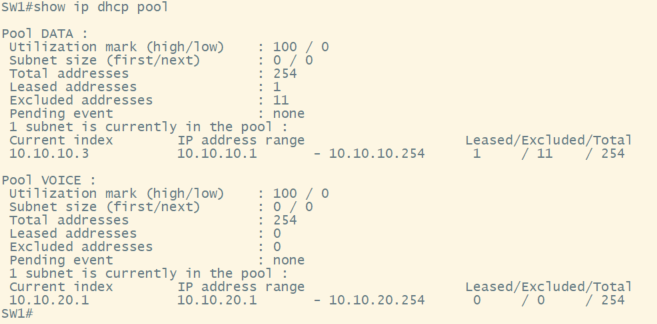 SW1#show ip dhcp pool
Pool DATA :
Utilization mark (high/low) : 100 / 0
Subnet size (first/next) : 0 / 0
Total addresses : 254
Leased addresses : 1
Excluded addresses : 11
Pending event : none
1 subnet is currently in the pool :
Current index IP address range Leased/Excluded/Total
10.10.10.3 10.10.10.1 - 10.10.10.254 1 / 11 / 254
Pool VOICE :
Utilization mark (high/low) : 100 / 0
Subnet size (first/next) : 0 / 0
Total addresses : 254
Leased addresses : 0
Excluded addresses : 0
Pending event : none
1 subnet is currently in the pool :
Current index IP address range Leased/Excluded/Total
10.10.20.1 10.10.20.1 - 10.10.20.254 0 / 0 / 254
SW1#